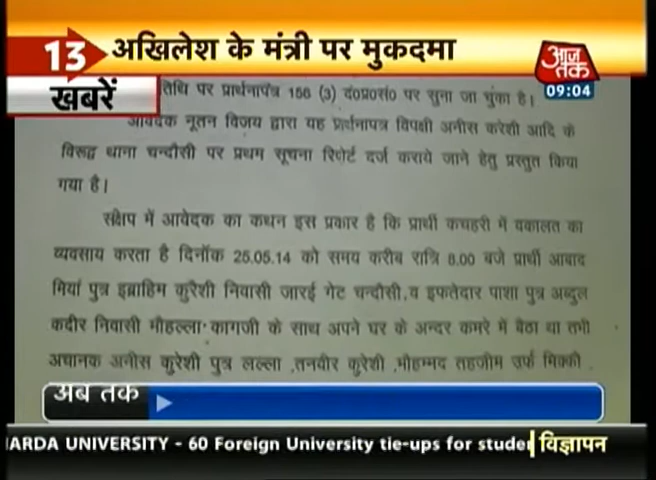 13 अखिलेश के मंत्री पर मुकदमा
खबरें
आज तक
09:04
तिथि पर प्रार्थनापत्र 156 (3) दं०प्र०सं० पर सुना जा चुका है।
आवेदक नूतन विजय द्वारा यह प्रार्थनापत्र विपक्षी अनीस करेशी आदि के
विरूद्ध थाना चन्दौसी पर प्रथम सूचना रिपोर्ट दर्ज कराये जाने हेतु प्रस्तुत किया
गया है।
संक्षेप में आवेदक का कथन इस प्रकार है कि प्रार्थी कचहरी में वकालत का
व्यवसाय करता है दिनॉक 25.05.14 को समय करीब रात्रि 8.00 बजे प्रार्थी आबाद
मियां पुत्र इब्राहिम कुरैशी निवासी जारई गेट चन्दौसी,व इफतेदार पाशा पुत्र अब्दुल
कदीर निवासी मौहल्ला कागजी के साथ अपने घर के अन्दर कमरे में बैठा था तभी
अचानक अनीस कुरेशी पुत्र लल्ला ,तनवीर कुरेशी ,मौहम्मद तहजीम उर्फ मिक्की
अब तक
ARDA UNIVERSITY - 60 Foreign University tie-ups for studen विज्ञापन